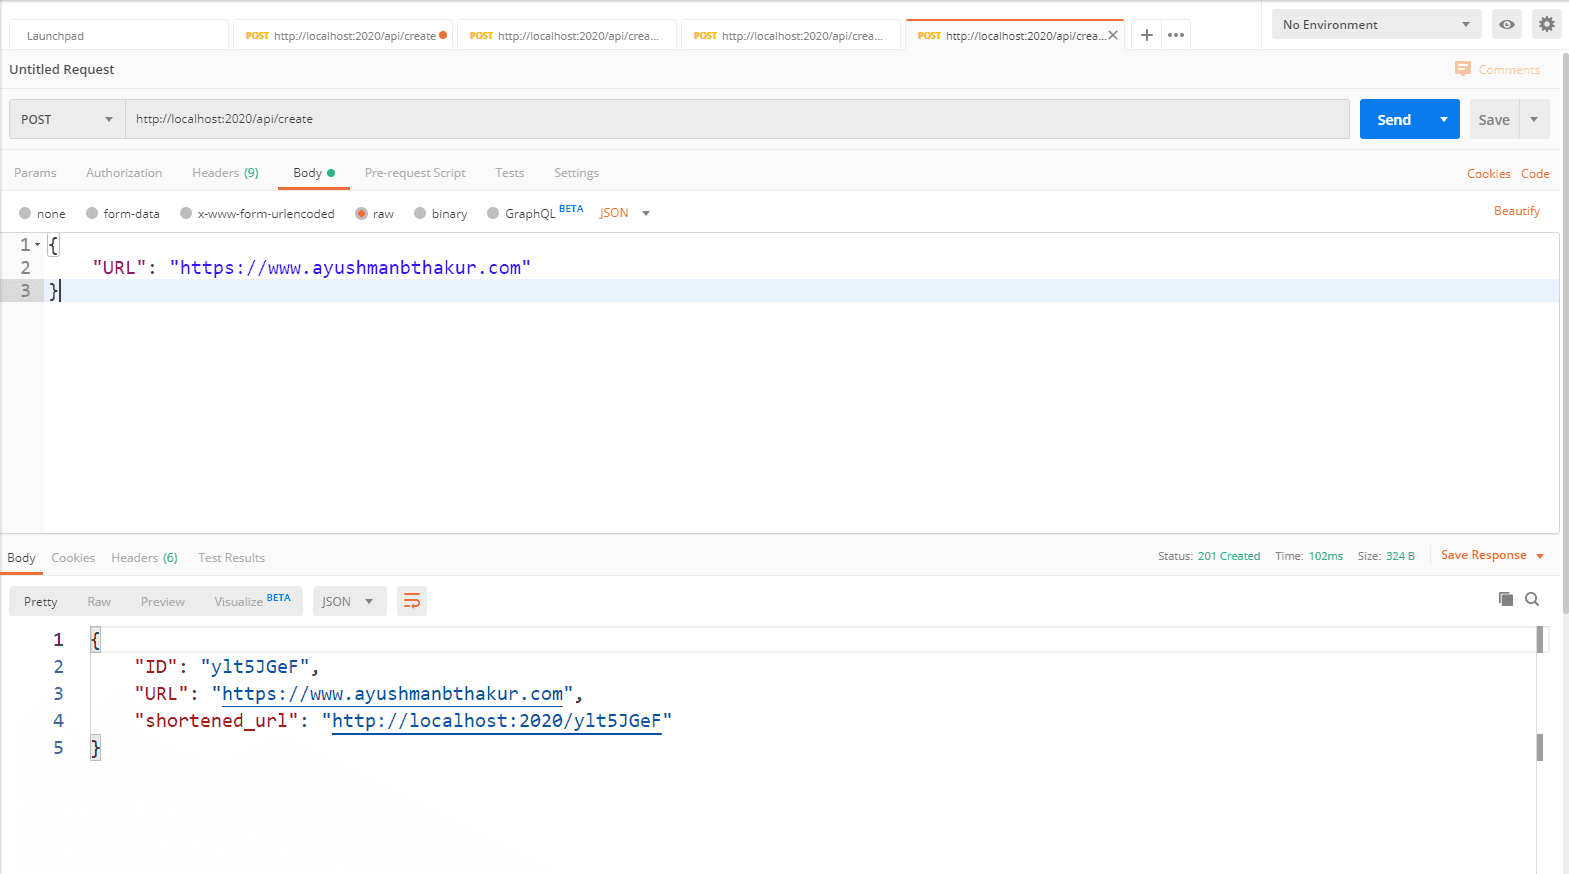 Launchpad POST http://localhost:2020/api/create POST http://localhost:2020/api/crea... POST http://localhost:2020/api/crea... POST http://localhost:2020/api/crea... No Environment
Untitled Request Comments
POST http://localhost:2020/api/create Send Save
Params Authorization Headers (9) Body Pre-request Script Tests Settings Cookies Code
none form-data x-www-form-urlencoded raw binary GraphQL BETA JSON Beautify
1 {
2 "URL": "https://www.ayushmanbthakur.com"
3 }
Body Cookies Headers (6) Test Results Status: 201 Created Time: 102ms Size: 324 B Save Response
Pretty Raw Preview Visualize BETA JSON
1 {
2 "ID": "ylt5JGeF",
3 "URL": "https://www.ayushmanbthakur.com",
4 "shortened_url": "http://localhost:2020/ylt5JGeF"
5 }